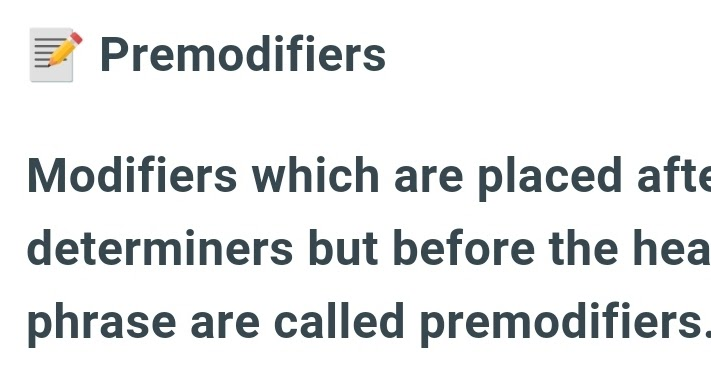 📝 Premodifiers
Modifiers which are placed afte
determiners but before the hea
phrase are called premodifiers.